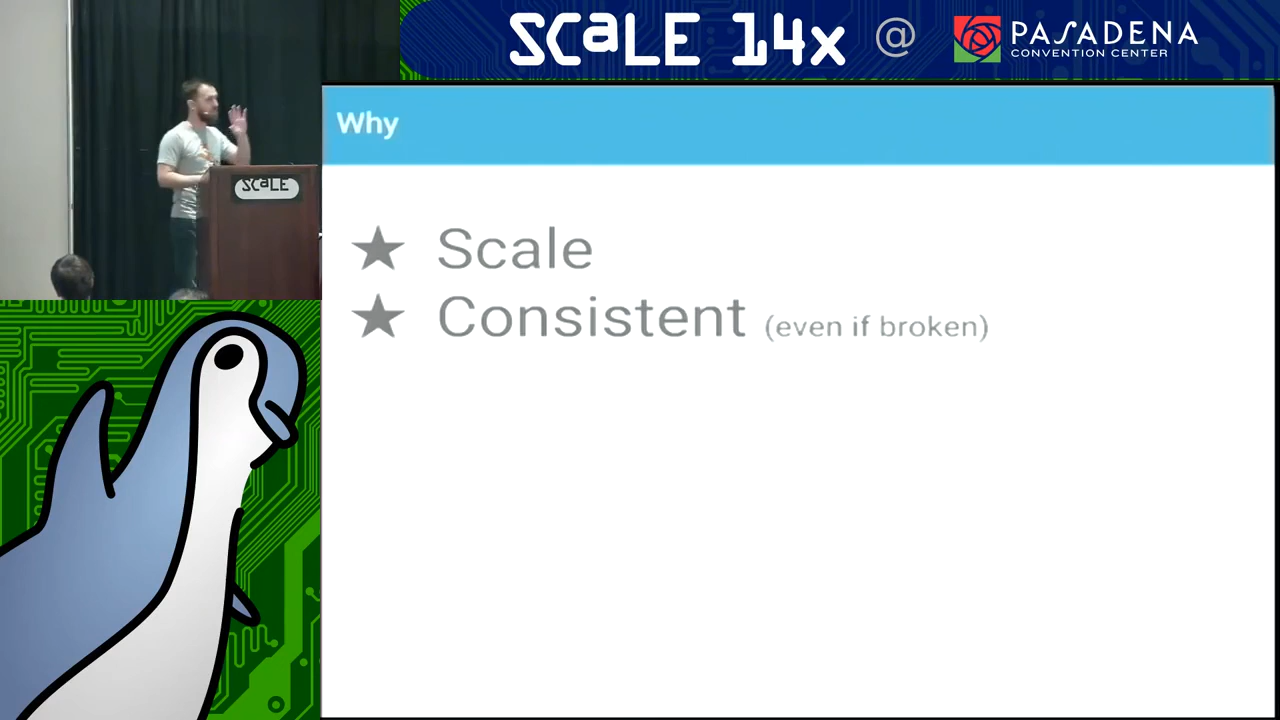 SCaLE 14x @ PASADENA
CONVENTION CENTER
SCaLE
Why
★ Scale
★ Consistent (even if broken)